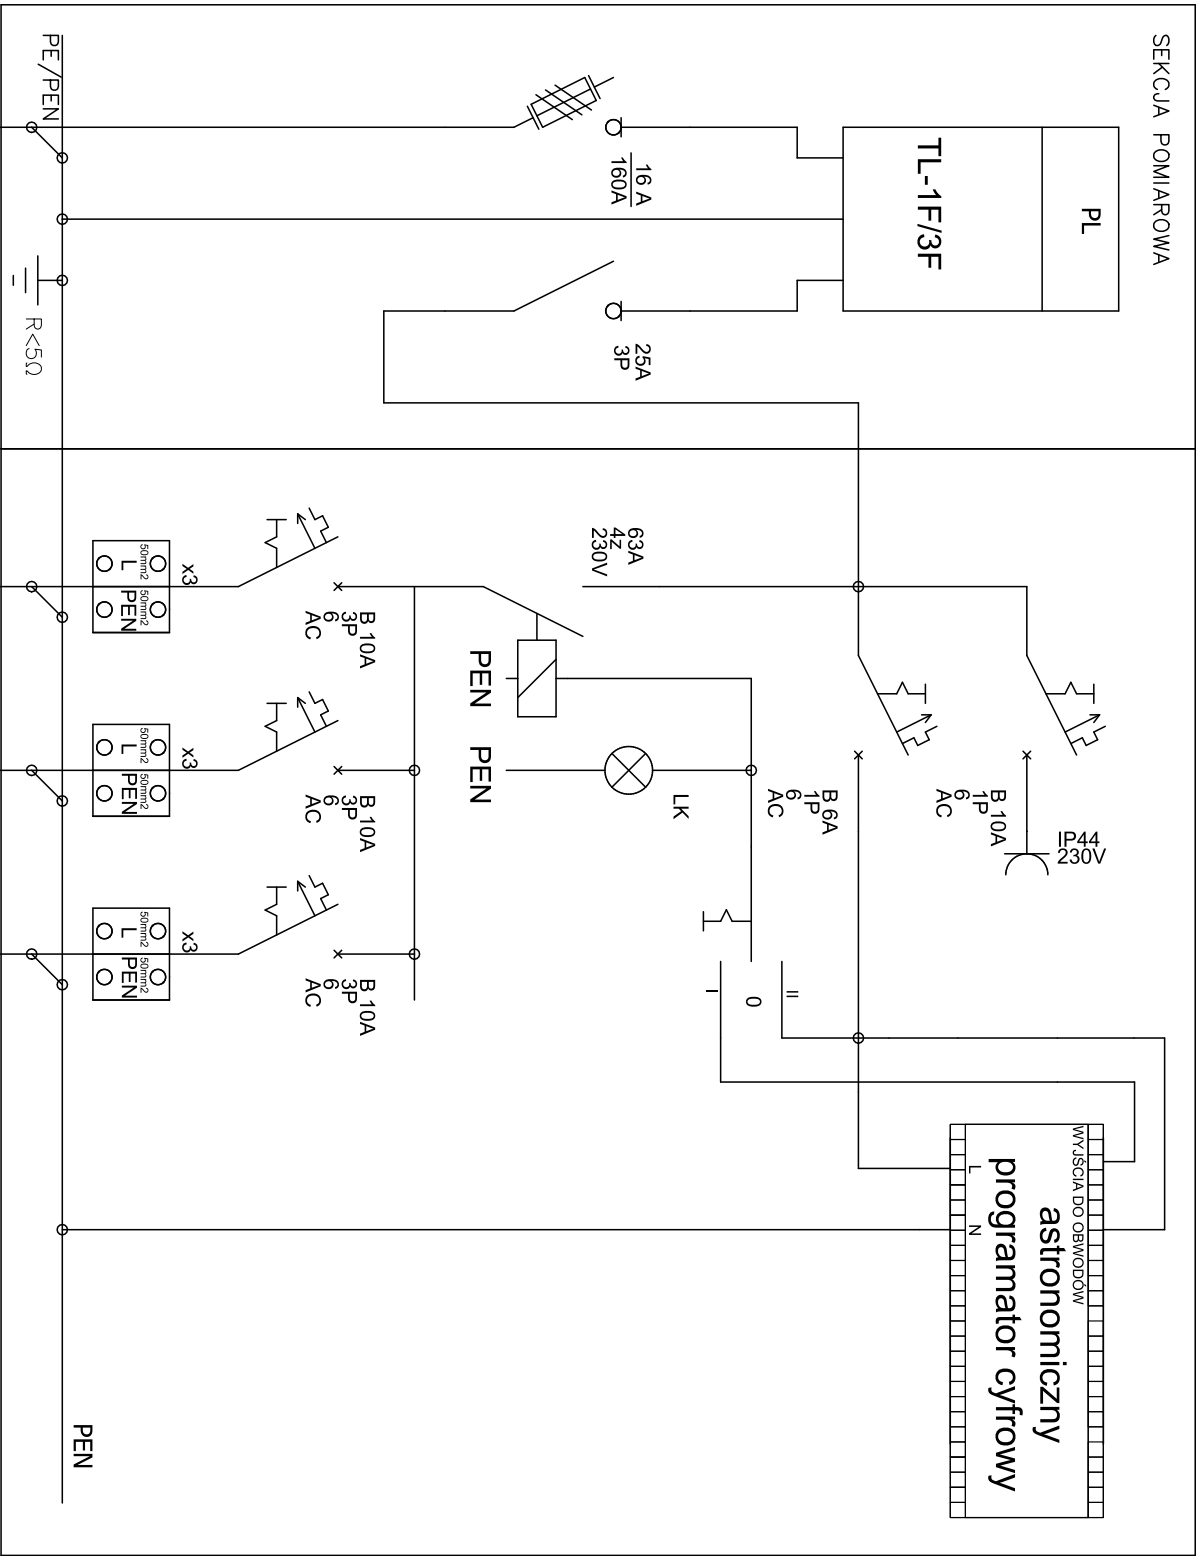 SEKCJA POMIAROWA
PL
TL-1F/3F
16 A
160A
25A
3P
PE/PEN
R<5Ω
IP44
230V
B 10A
1P
6
AC
B 6A
1P
6
AC
63A
4z
230V
LK
PEN
PEN
II
0
I
WYJŚCIA DO OBWODÓW
astronomiczny
programator cyfrowy
L
N
B 10A
3P
6
AC
B 10A
3P
6
AC
B 10A
3P
6
AC
x3
50mm2 50mm2
L PEN
x3
50mm2 50mm2
L PEN
x3
50mm2 50mm2
L PEN
PEN